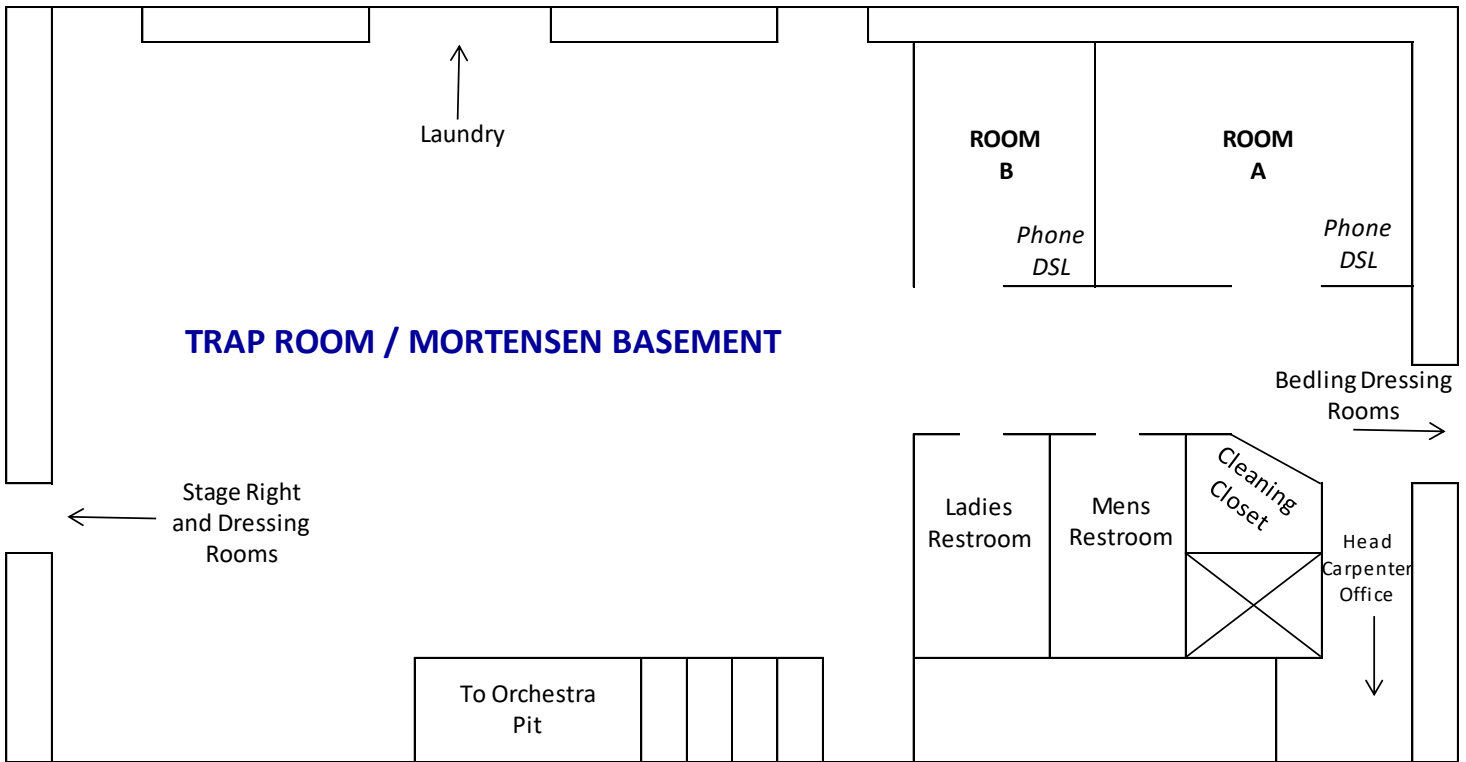 Laundry
ROOM
B
ROOM
A
Phone
DSL
Phone
DSL
TRAP ROOM / MORTENSEN BASEMENT
Bedling Dressing
Rooms
Stage Right
and Dressing
Rooms
Ladies
Restroom
Mens
Restroom
Cleaning
Closet
Head
Carpenter
Office
To Orchestra
Pit